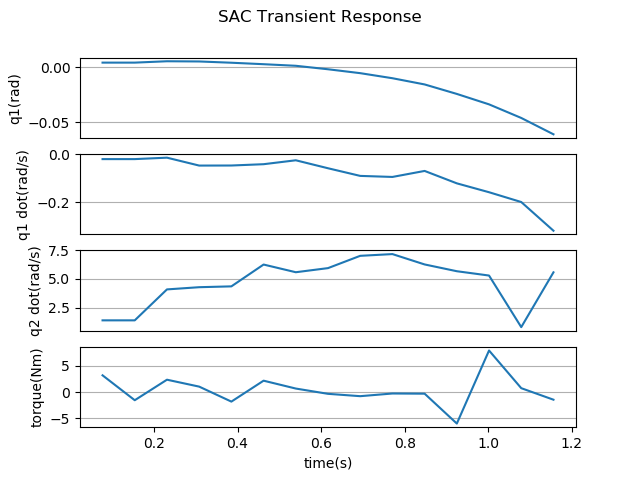 SAC Transient Response
q1(rad)
0.00
−0.05
q1 dot(rad/s)
0.0
−0.2
q2 dot(rad/s)
7.5
5.0
2.5
torque(Nm)
5
0
−5
0.2 0.4 0.6 0.8 1.0 1.2
time(s)